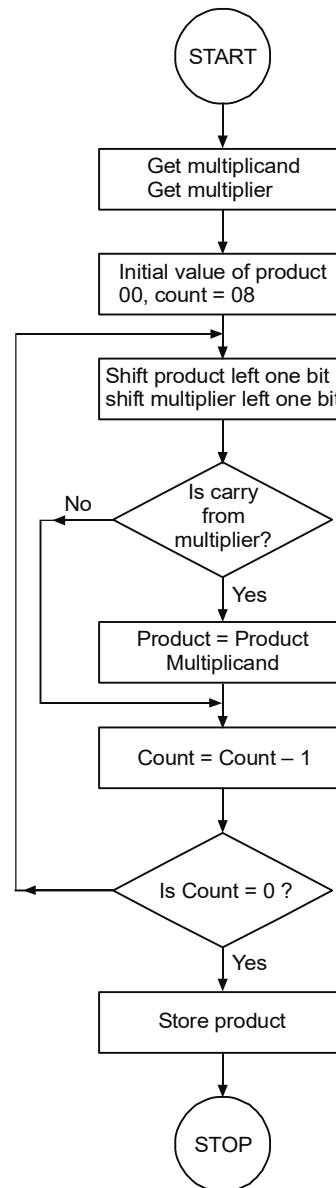 START
Get multiplicand
Get multiplier
Initial value of product
00, count = 08
Shift product left one bit
shift multiplier left one bit
Is carry
from
multiplier?
No
Yes
Product = Product
Multiplicand
Count = Count – 1
Is Count = 0 ?
Yes
Store product
STOP